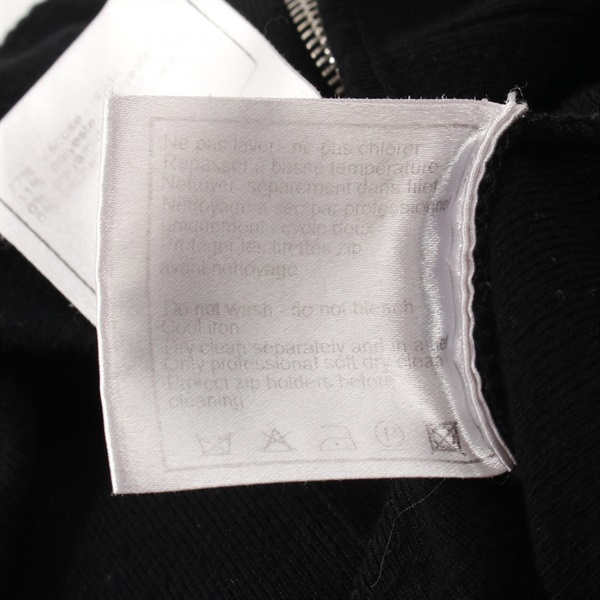 Ne pas laver - ne pas chlorer
Repasser à basse température
Nettoyer séparement dans filet
Nettoyage à sec par professionnel
uniquement - cycle doux
Protéger les tirettes zip
avant nettoyage
Do not wash - do not bleach
Cool iron
Dry clean separately and in a
Only professional soft dry clean
Protect zip holders before
cleaning